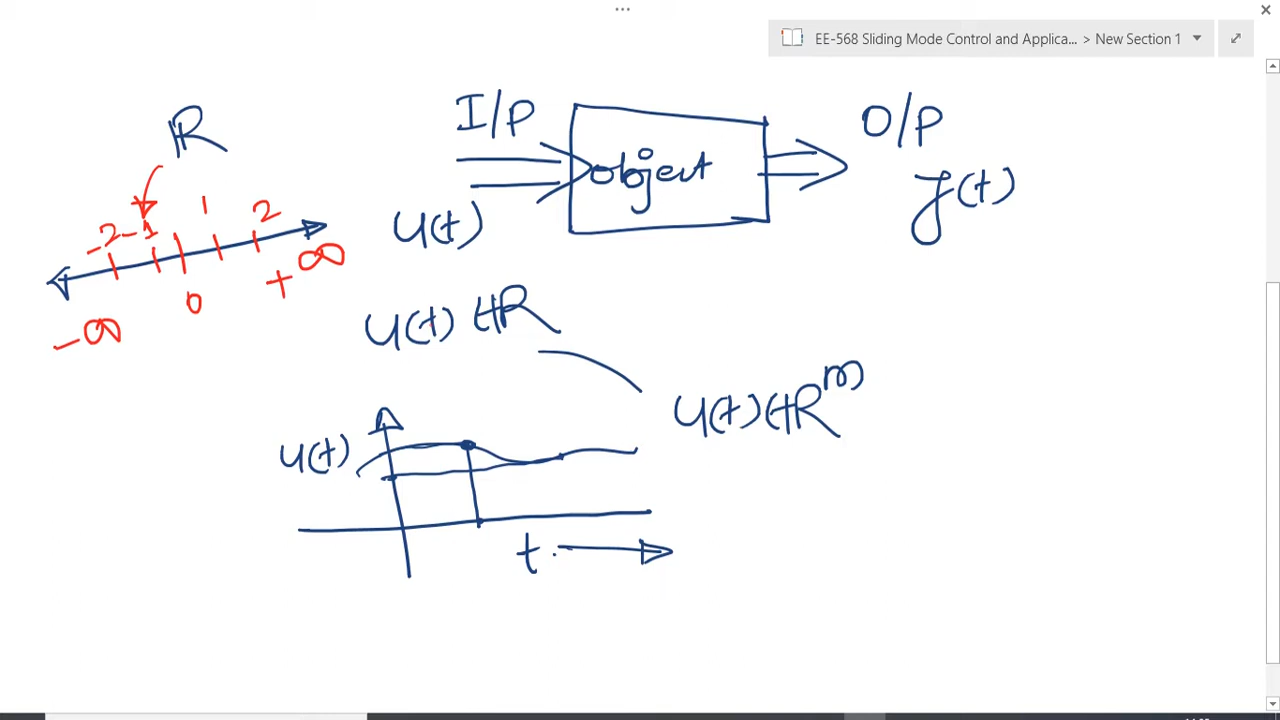 ...
EE-568 Sliding Mode Control and Applica... > New Section 1
ℝ
I/P
O/P
object
u(t)
y(t)
-2 -1 1 2
-∞ 0 +∞
u(t) ∈ ℝ
u(t) ∈ ℝ^m
u(t)
t